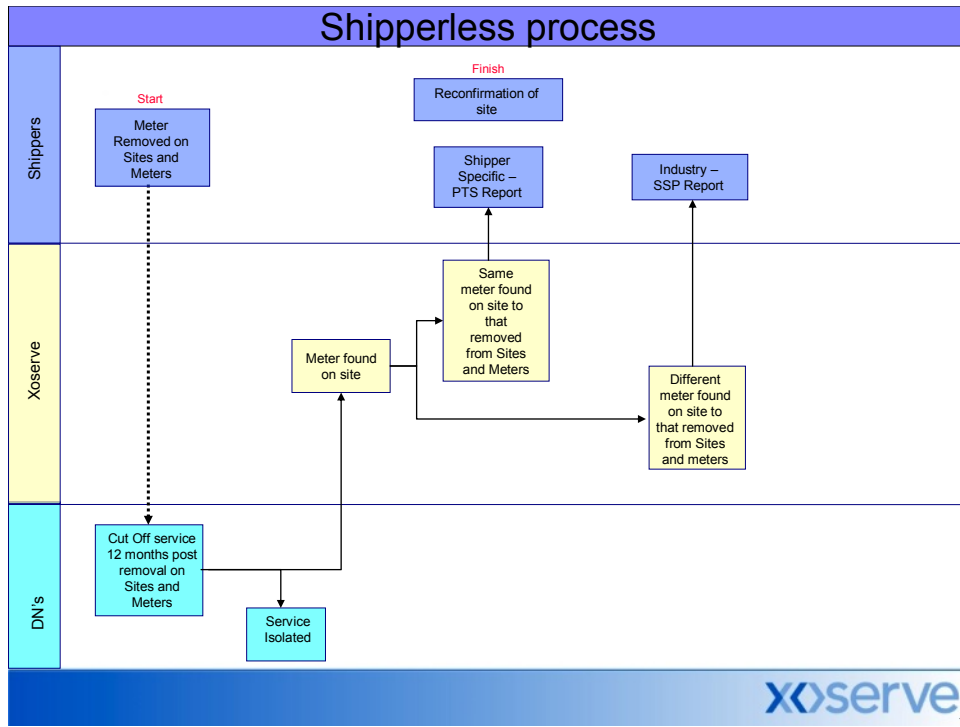 Shipperless process
Shippers
Start
Meter
Removed on
Sites and
Meters
Finish
Reconfirmation of
site
Shipper
Specific –
PTS Report
Industry –
SSP Report
Xoserve
Meter found
on site
Same
meter found
on site to
that
removed
from Sites
and Meters
Different
meter found
on site to
that removed
from Sites
and meters
DN's
Cut Off service
12 months post
removal on
Sites and
Meters
Service
Isolated
xoserve